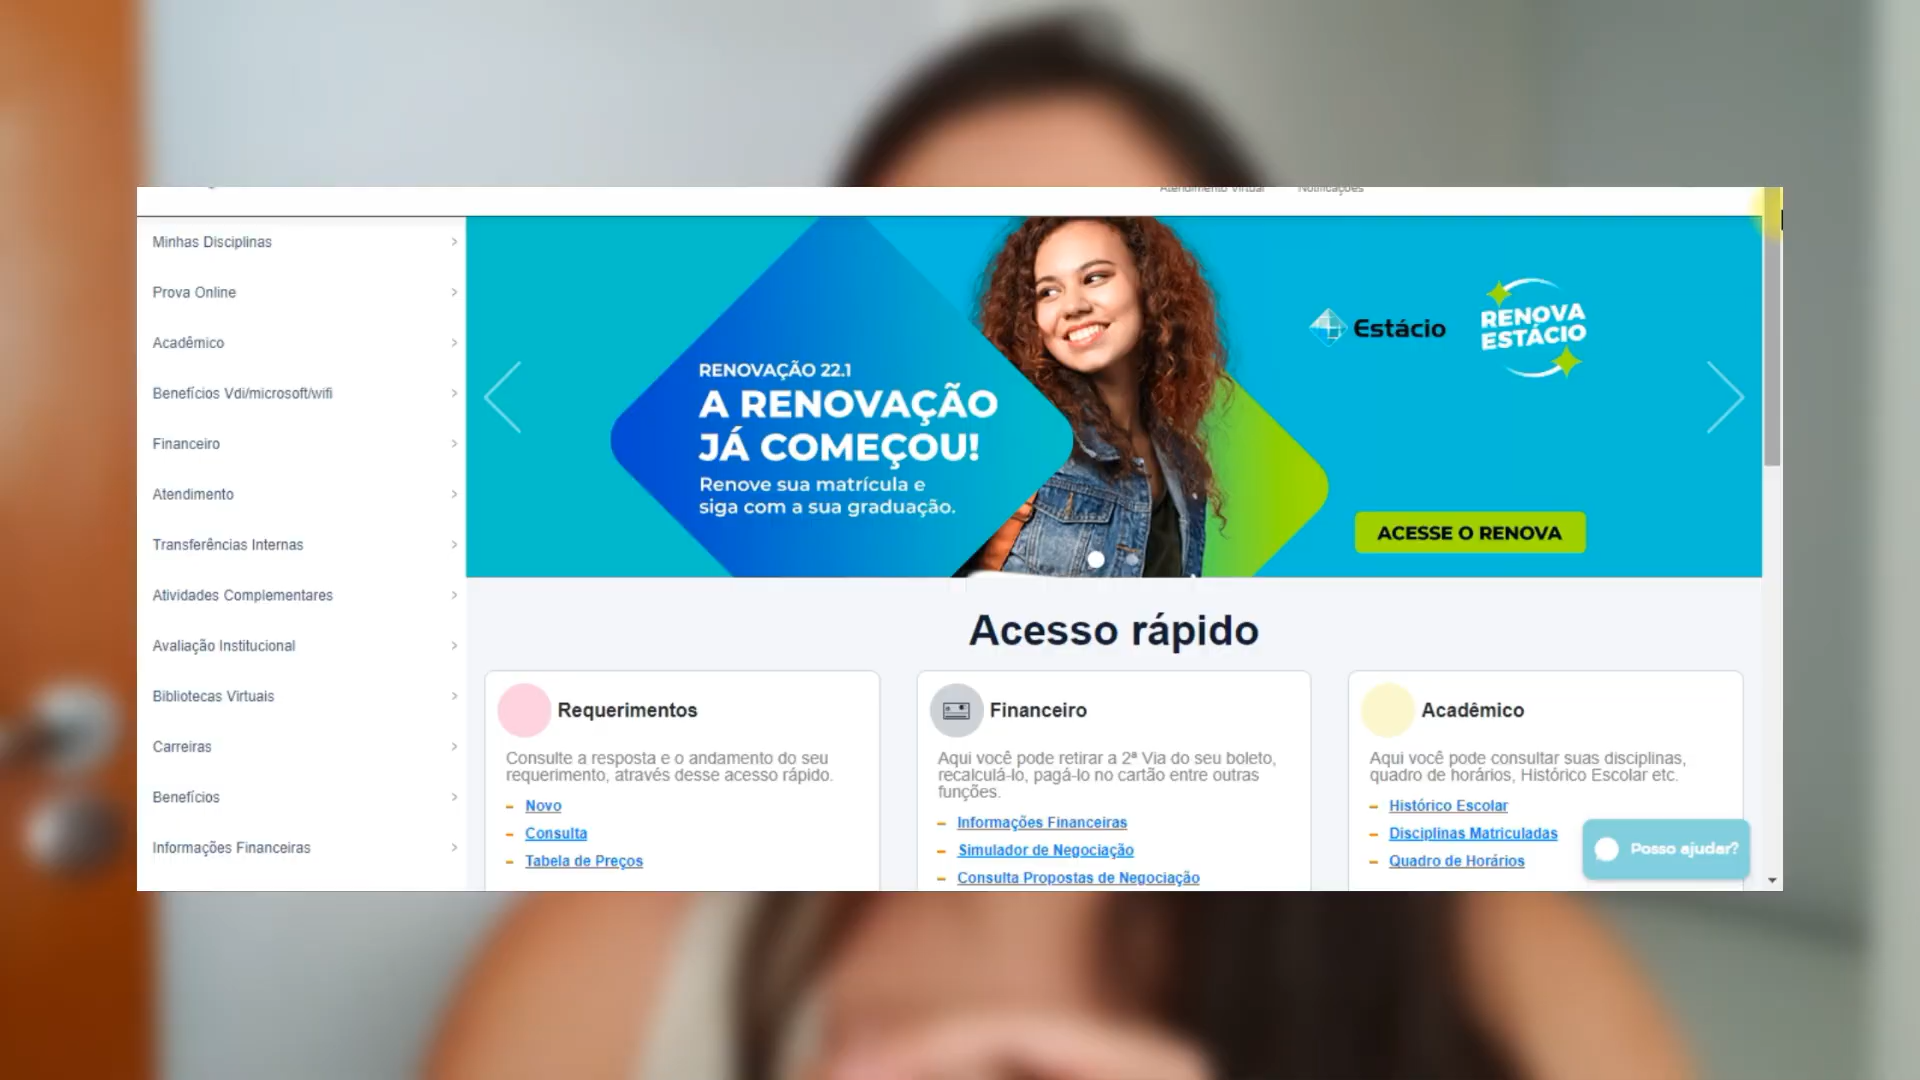 Atendimento Virtual
Notificações
Minhas Disciplinas
Prova Online
Acadêmico
Benefícios Vdi/microsoft/wifi
Financeiro
Atendimento
Transferências Internas
Atividades Complementares
Avaliação Institucional
Bibliotecas Virtuais
Carreiras
Benefícios
Informações Financeiras
RENOVAÇÃO 22.1
A RENOVAÇÃO
JÁ COMEÇOU!
Renove sua matrícula e
siga com a sua graduação.
Estácio
RENOVA
ESTÁCIO
ACESSE O RENOVA
Acesso rápido
Requerimentos
Consulte a resposta e o andamento do seu
requerimento, através desse acesso rápido.
Novo
Consulta
Tabela de Preços
Financeiro
Aqui você pode retirar a 2ª Via do seu boleto,
recalculá-lo, pagá-lo no cartão entre outras
funções.
Informações Financeiras
Simulador de Negociação
Consulta Propostas de Negociação
Acadêmico
Aqui você pode consultar suas disciplinas,
quadro de horários, Histórico Escolar etc.
Histórico Escolar
Disciplinas Matriculadas
Quadro de Horários
Posso ajudar?